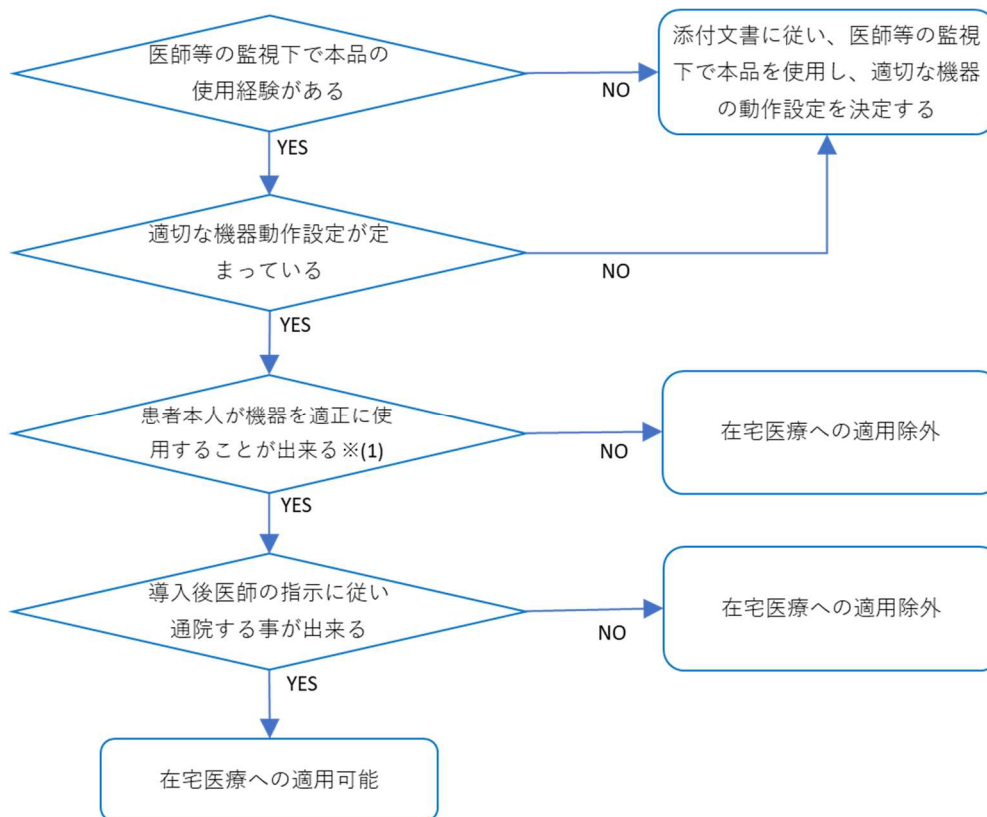 医師等の監視下で本品の
使用経験がある
NO
添付文書に従い、医師等の監視
下で本品を使用し、適切な機器
の動作設定を決定する
YES
適切な機器動作設定が定
まっている
NO
YES
患者本人が機器を適正に使
用することが出来る※(1)
NO
在宅医療への適用除外
YES
導入後医師の指示に従い
通院する事が出来る
NO
在宅医療への適用除外
YES
在宅医療への適用可能